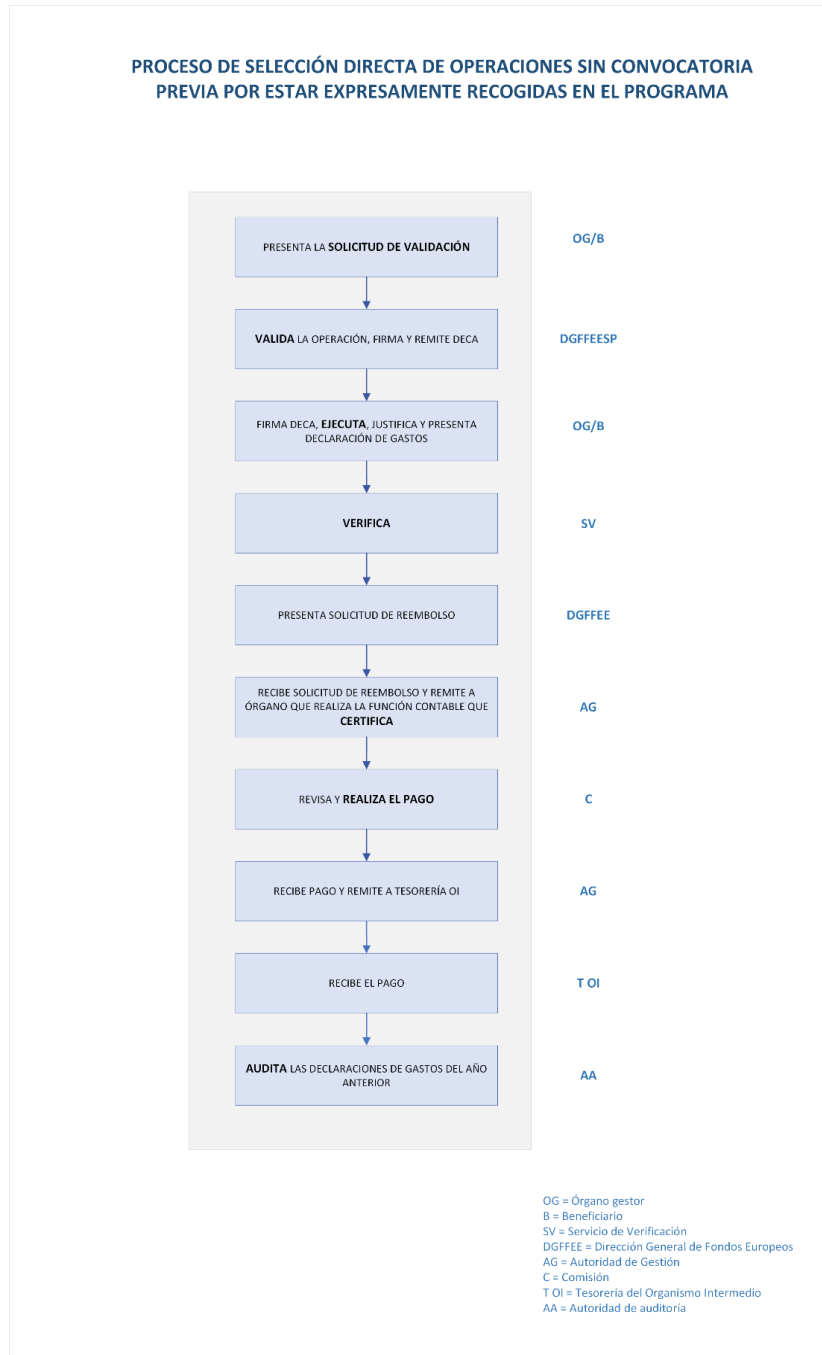 PROCESO DE SELECCIÓN DIRECTA DE OPERACIONES SIN CONVOCATORIA
PREVIA POR ESTAR EXPRESAMENTE RECOGIDAS EN EL PROGRAMA
PRESENTA LA SOLICITUD DE VALIDACIÓN
OG/B
VALIDA LA OPERACIÓN, FIRMA Y REMITE DECA
DGFFEESP
FIRMA DECA, EJECUTA, JUSTIFICA Y PRESENTA
DECLARACIÓN DE GASTOS
OG/B
VERIFICA
SV
PRESENTA SOLICITUD DE REEMBOLSO
DGFFEE
RECIBE SOLICITUD DE REEMBOLSO Y REMITE A
ÓRGANO QUE REALIZA LA FUNCIÓN CONTABLE QUE
CERTIFICA
AG
REVISA Y REALIZA EL PAGO
C
RECIBE PAGO Y REMITE A TESORERÍA OI
AG
RECIBE EL PAGO
T OI
AUDITA LAS DECLARACIONES DE GASTOS DEL AÑO
ANTERIOR
AA
OG = Órgano gestor
B = Beneficiario
SV = Servicio de Verificación
DGFFEE = Dirección General de Fondos Europeos
AG = Autoridad de Gestión
C = Comisión
T OI = Tesorería del Organismo Intermedio
AA = Autoridad de auditoría